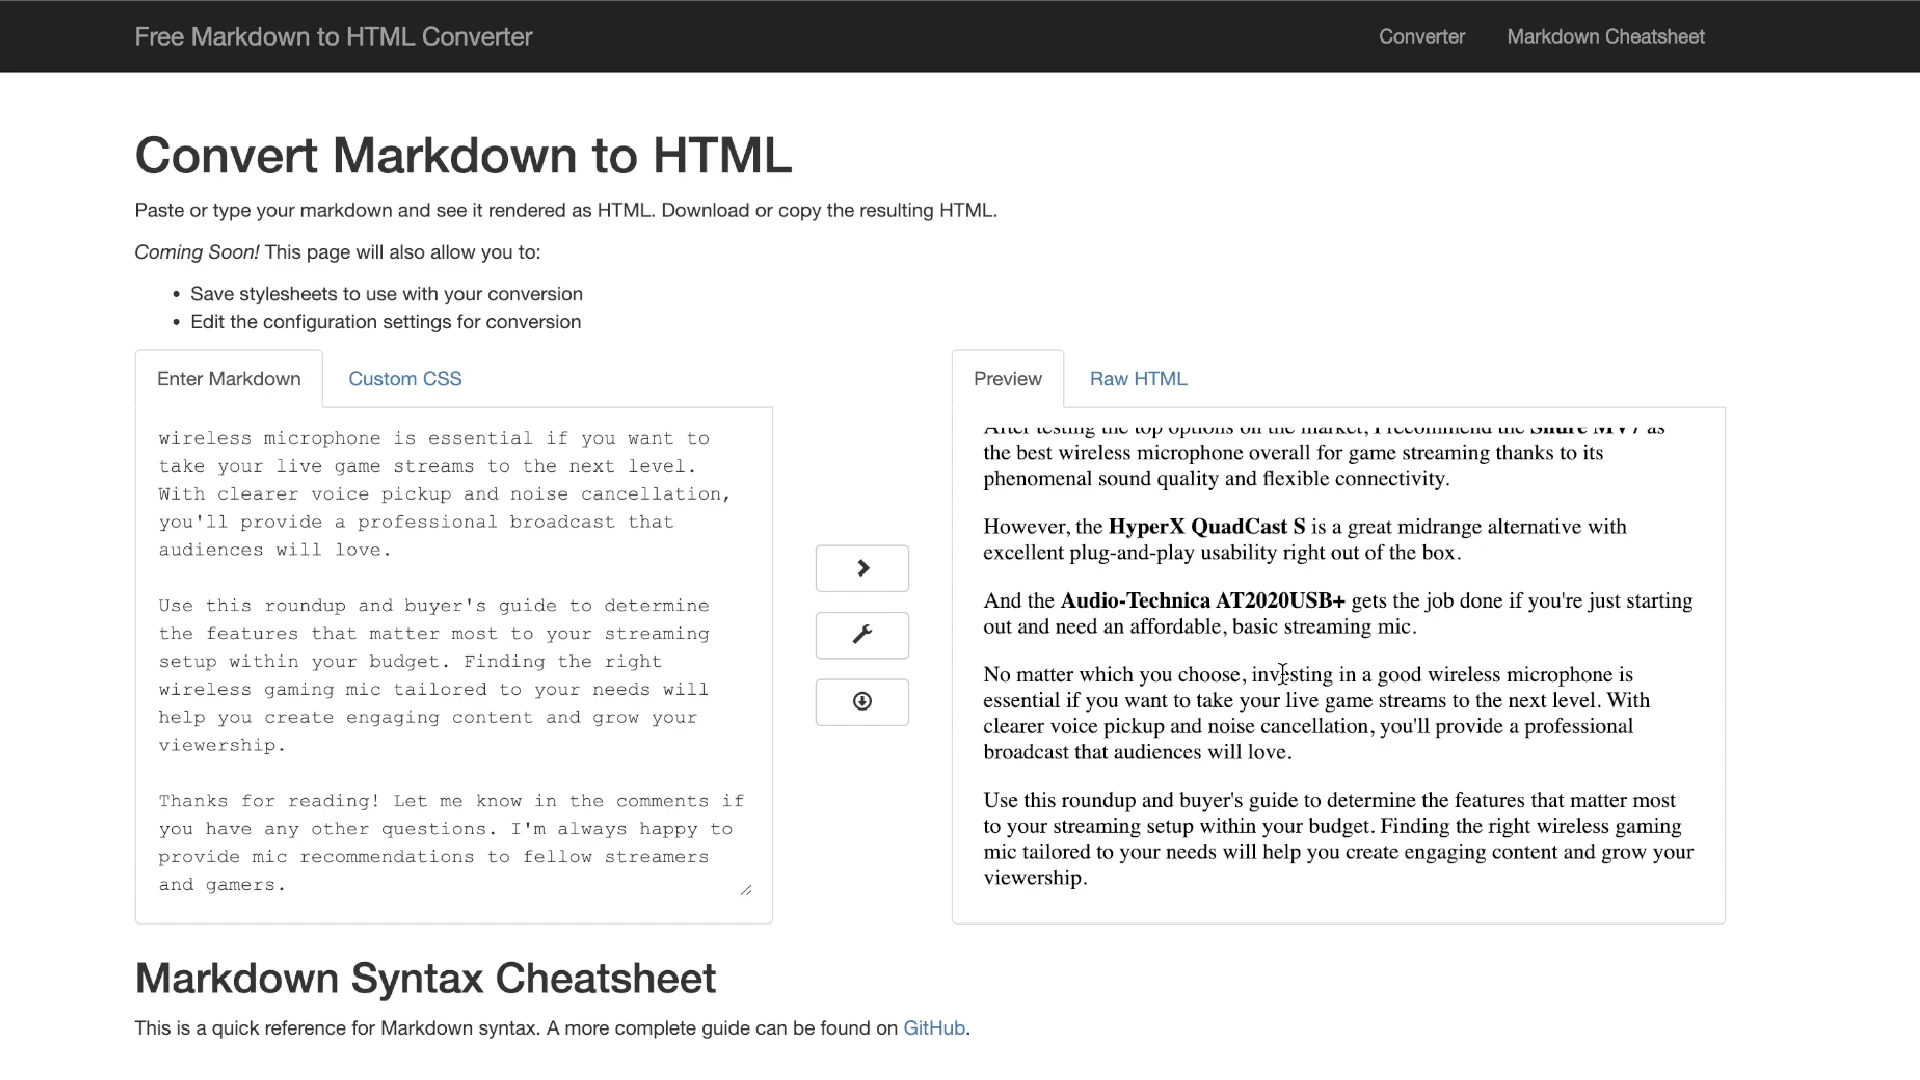 Free Markdown to HTML Converter
Converter
Markdown Cheatsheet
Convert Markdown to HTML
Paste or type your markdown and see it rendered as HTML. Download or copy the resulting HTML.
Coming Soon! This page will also allow you to:
• Save stylesheets to use with your conversion
• Edit the configuration settings for conversion
Enter Markdown
Custom CSS
wireless microphone is essential if you want to
take your live game streams to the next level.
With clearer voice pickup and noise cancellation,
you'll provide a professional broadcast that
audiences will love.
Use this roundup and buyer's guide to determine
the features that matter most to your streaming
setup within your budget. Finding the right
wireless gaming mic tailored to your needs will
help you create engaging content and grow your
viewership.
Thanks for reading! Let me know in the comments if
you have any other questions. I'm always happy to
provide mic recommendations to fellow streamers
and gamers.
Preview
Raw HTML
After testing the top options on the market, I recommend the Shure MV7 as
the best wireless microphone overall for game streaming thanks to its
phenomenal sound quality and flexible connectivity.
However, the HyperX QuadCast S is a great midrange alternative with
excellent plug-and-play usability right out of the box.
And the Audio-Technica AT2020USB+ gets the job done if you're just starting
out and need an affordable, basic streaming mic.
No matter which you choose, investing in a good wireless microphone is
essential if you want to take your live game streams to the next level. With
clearer voice pickup and noise cancellation, you'll provide a professional
broadcast that audiences will love.
Use this roundup and buyer's guide to determine the features that matter most
to your streaming setup within your budget. Finding the right wireless gaming
mic tailored to your needs will help you create engaging content and grow your
viewership.
Markdown Syntax Cheatsheet
This is a quick reference for Markdown syntax. A more complete guide can be found on GitHub.